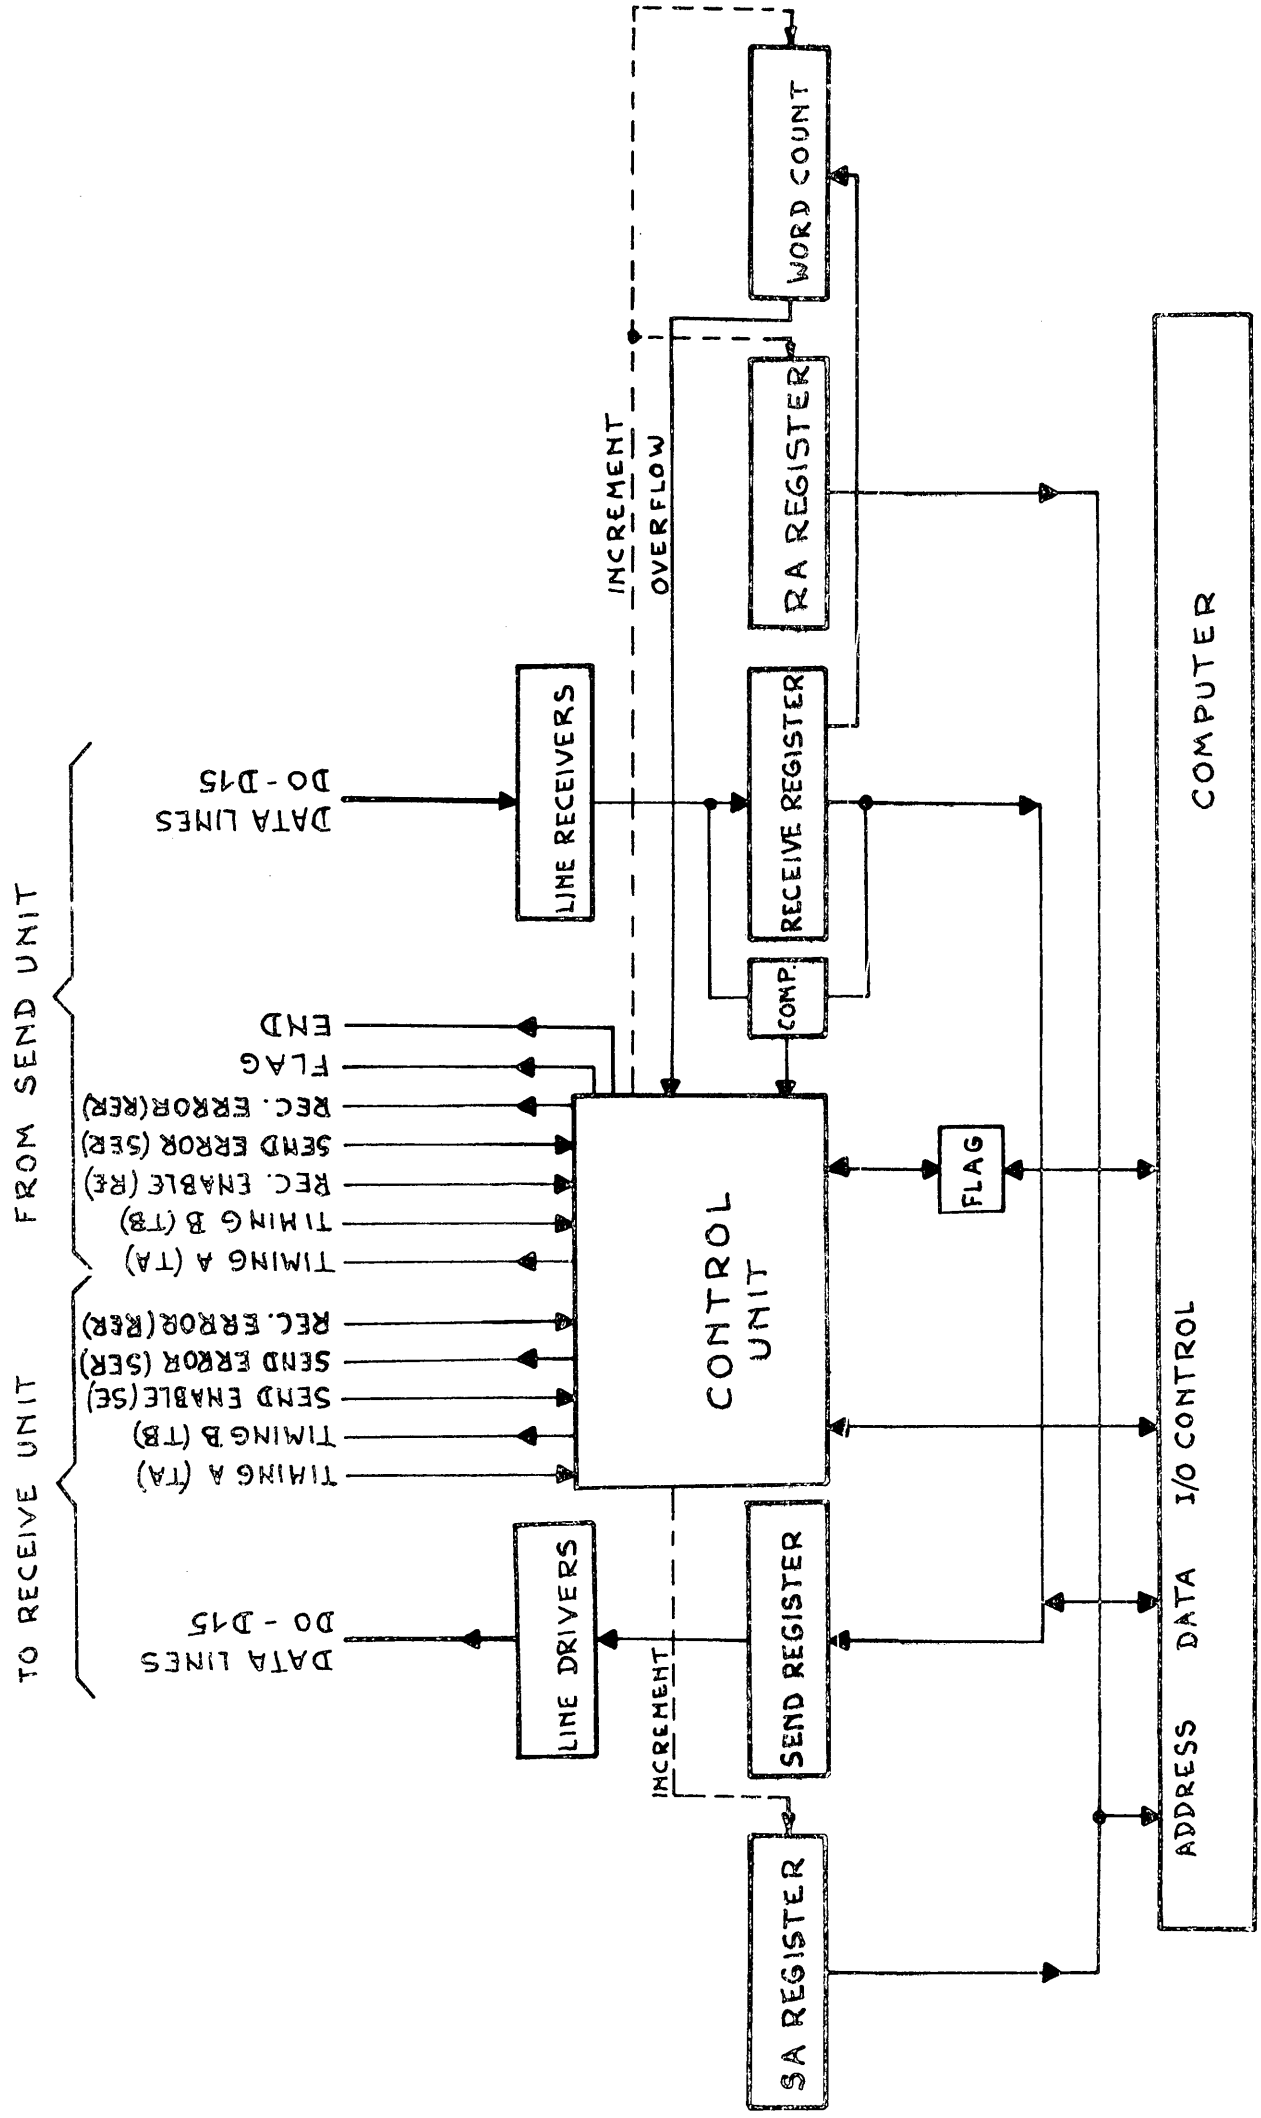 TO RECEIVE UNIT
FROM SEND UNIT
DATA LINES
D0 - D15
TIMING A (TA)
TIMING B (TB)
SEND ENABLE (SE)
SEND ERROR (SER)
REC. ERROR (RER)
TIMING A (TA)
TIMING B (TB)
REC. ENABLE (RE)
SEND ERROR (SER)
REC. ERROR (RER)
FLAG
END
DATA LINES
D0 - D15
LINE DRIVERS
LINE RECEIVERS
INCREMENT
INCREMENT
OVERFLOW
SA REGISTER
SEND REGISTER
CONTROL
UNIT
COMP.
RECEIVE REGISTER
RA REGISTER
WORD COUNT
FLAG
ADDRESS
DATA
I/O CONTROL
COMPUTER